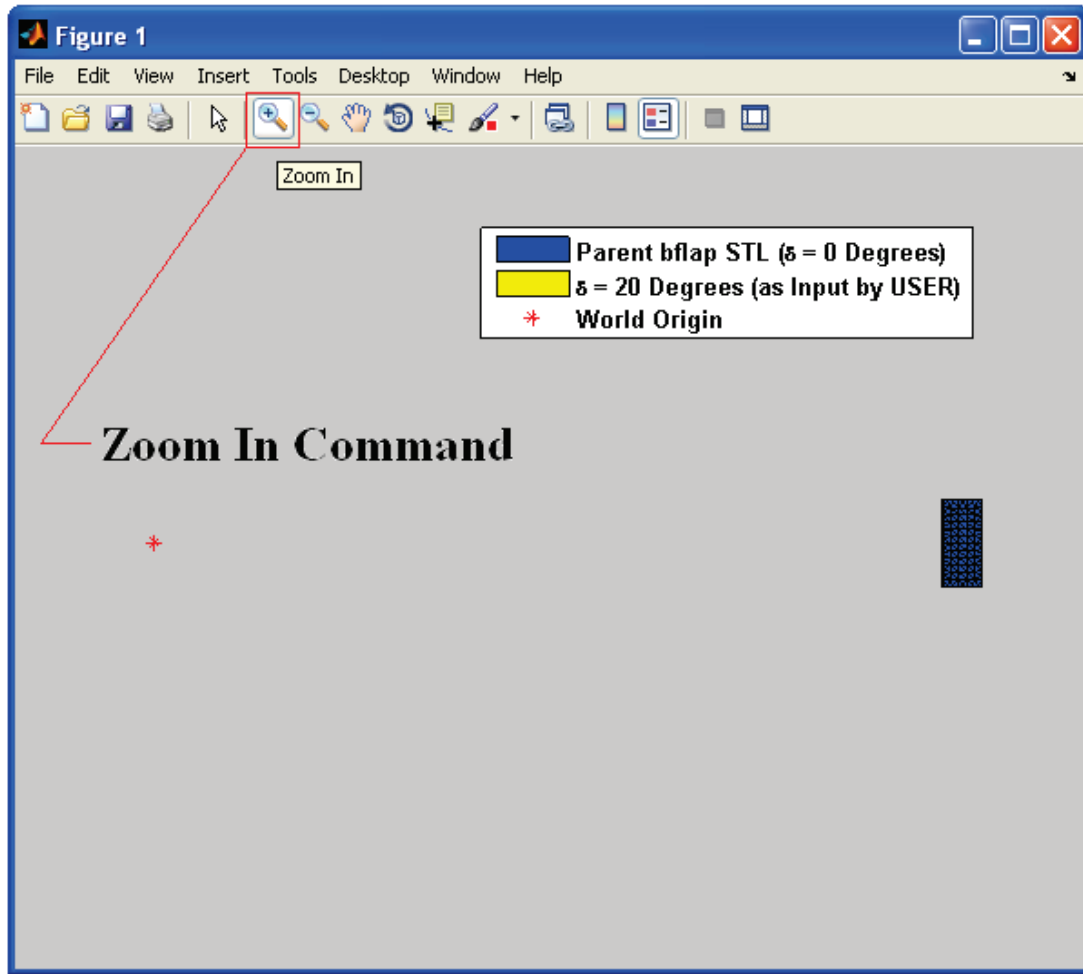 Figure 1
File Edit View Insert Tools Desktop Window Help
Zoom In
Parent bflap STL (δ = 0 Degrees)
δ = 20 Degrees (as Input by USER)
World Origin
Zoom In Command